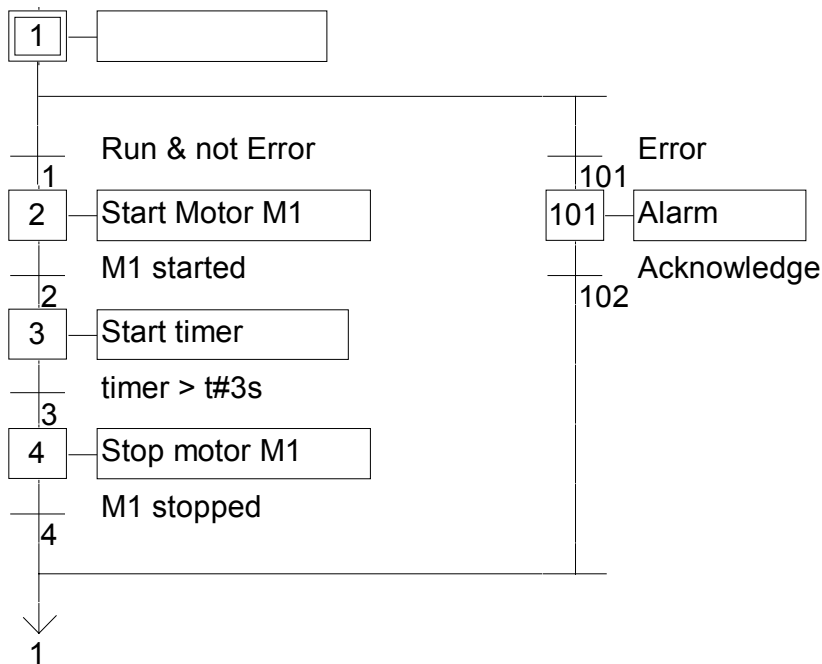 1
Run & not Error
Error
1
101
2
Start Motor M1
101
Alarm
M1 started
Acknowledge
2
102
3
Start timer
timer > t#3s
3
4
Stop motor M1
M1 stopped
4
1